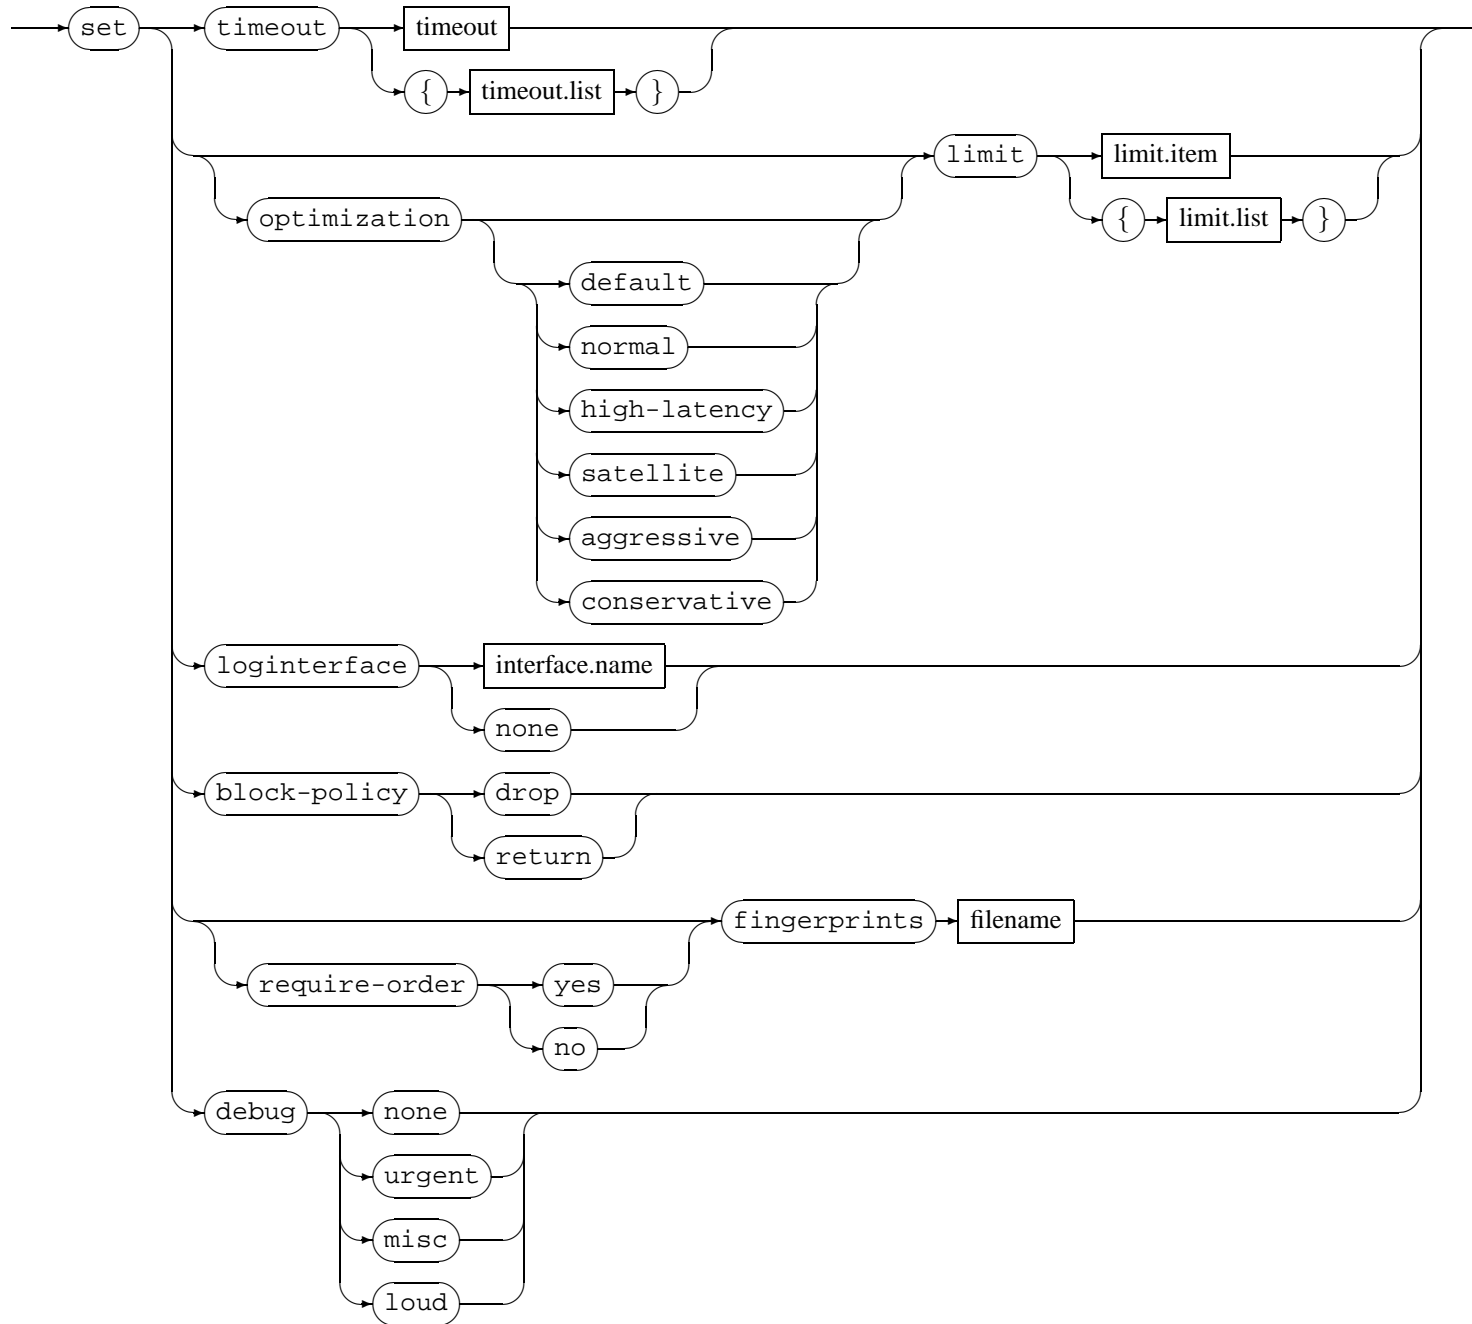 set timeout timeout
{ timeout.list }
limit limit.item
optimization { limit.list }
default
normal
high-latency
satellite
aggressive
conservative
loginterface interface.name
none
block-policy drop
return
fingerprints filename
require-order yes
no
debug none
urgent
misc
loud